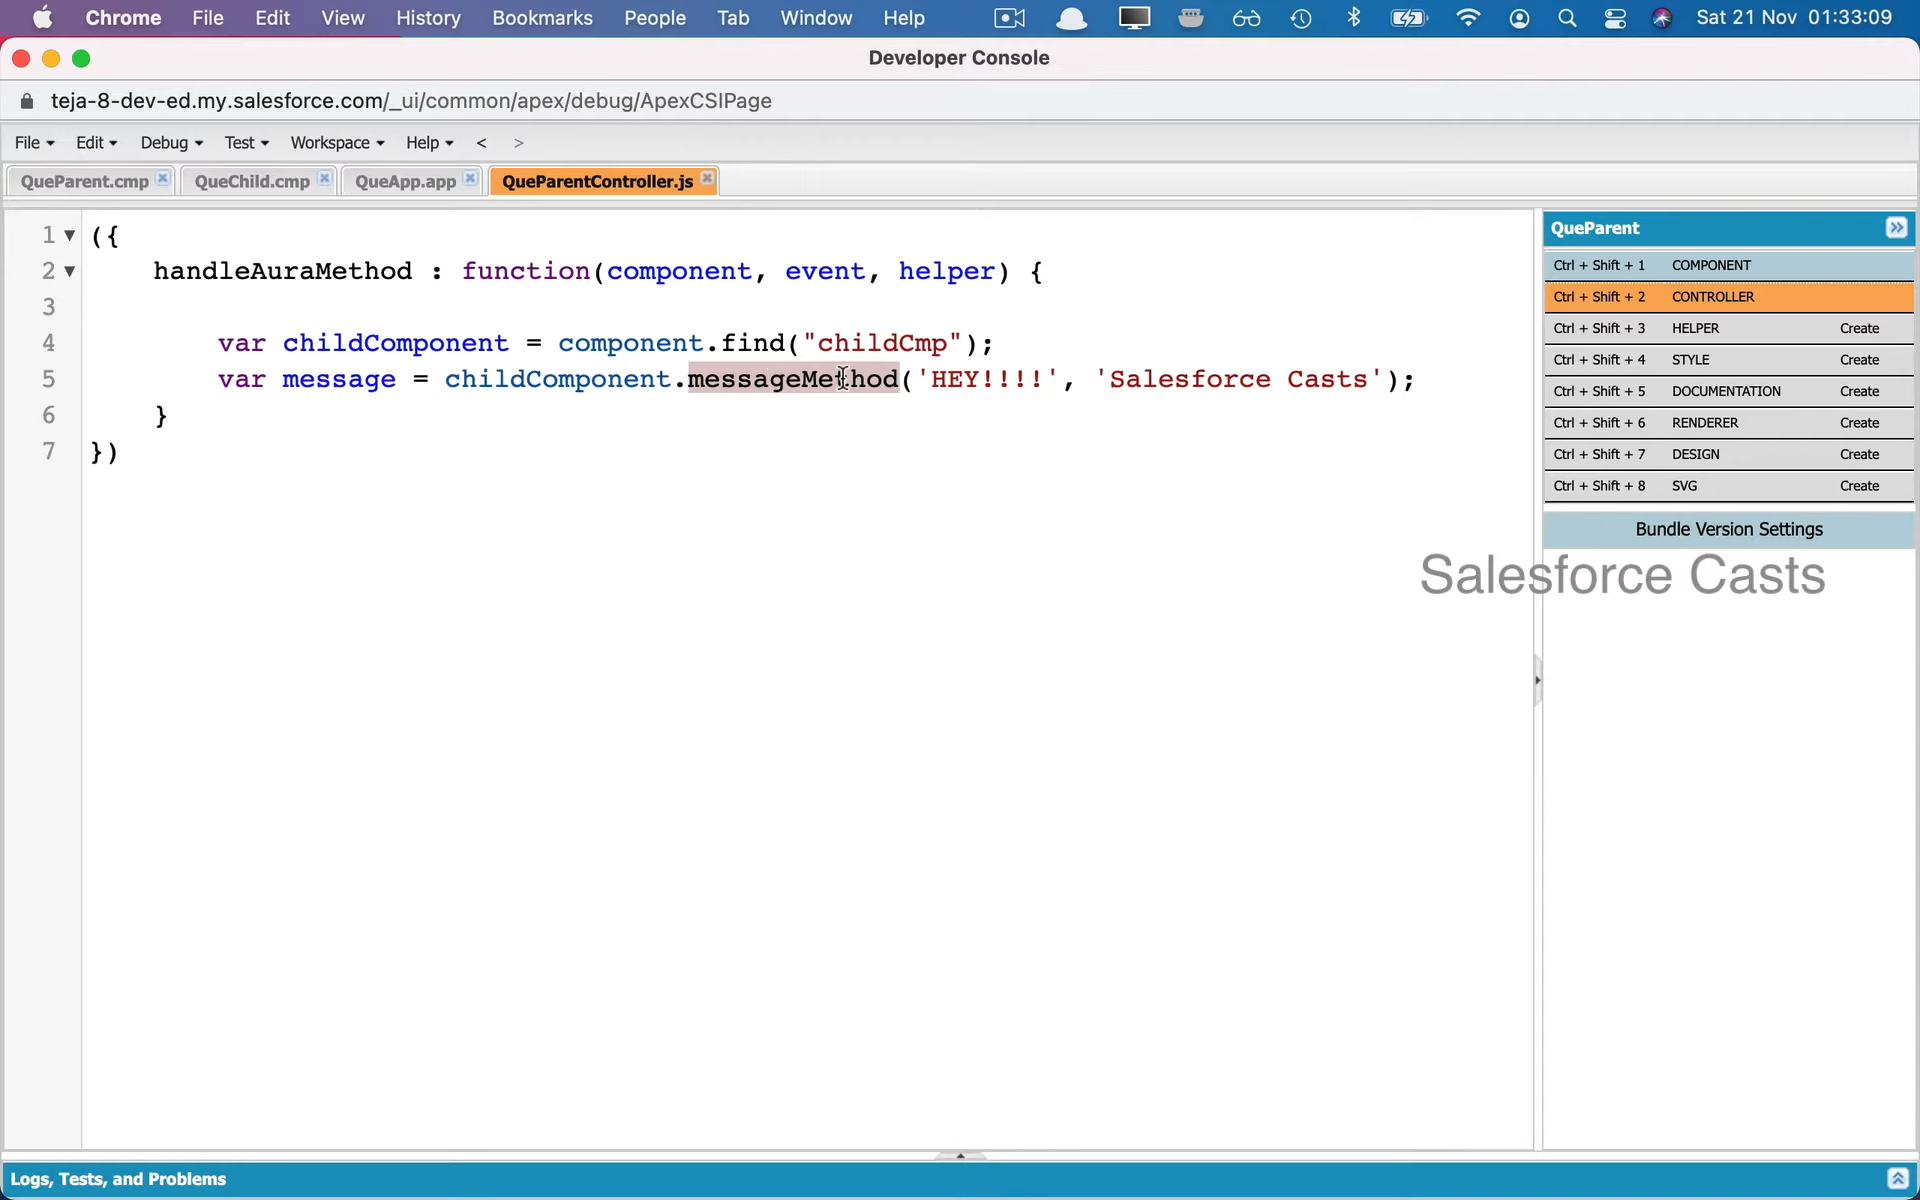 Chrome File Edit View History Bookmarks People Tab Window Help Sat 21 Nov 01:33:09
Developer Console
teja-8-dev-ed.my.salesforce.com/_ui/common/apex/debug/ApexCSIPage
File Edit Debug Test Workspace Help < >
QueParent.cmp QueChild.cmp QueApp.app QueParentController.js
1 ({
2 handleAuraMethod : function(component, event, helper) {
3
4 var childComponent = component.find("childCmp");
5 var message = childComponent.messageMethod('HEY!!!!', 'Salesforce Casts');
6 }
7 })
QueParent
Ctrl + Shift + 1 COMPONENT
Ctrl + Shift + 2 CONTROLLER
Ctrl + Shift + 3 HELPER Create
Ctrl + Shift + 4 STYLE Create
Ctrl + Shift + 5 DOCUMENTATION Create
Ctrl + Shift + 6 RENDERER Create
Ctrl + Shift + 7 DESIGN Create
Ctrl + Shift + 8 SVG Create
Bundle Version Settings
Salesforce Casts
Logs, Tests, and Problems